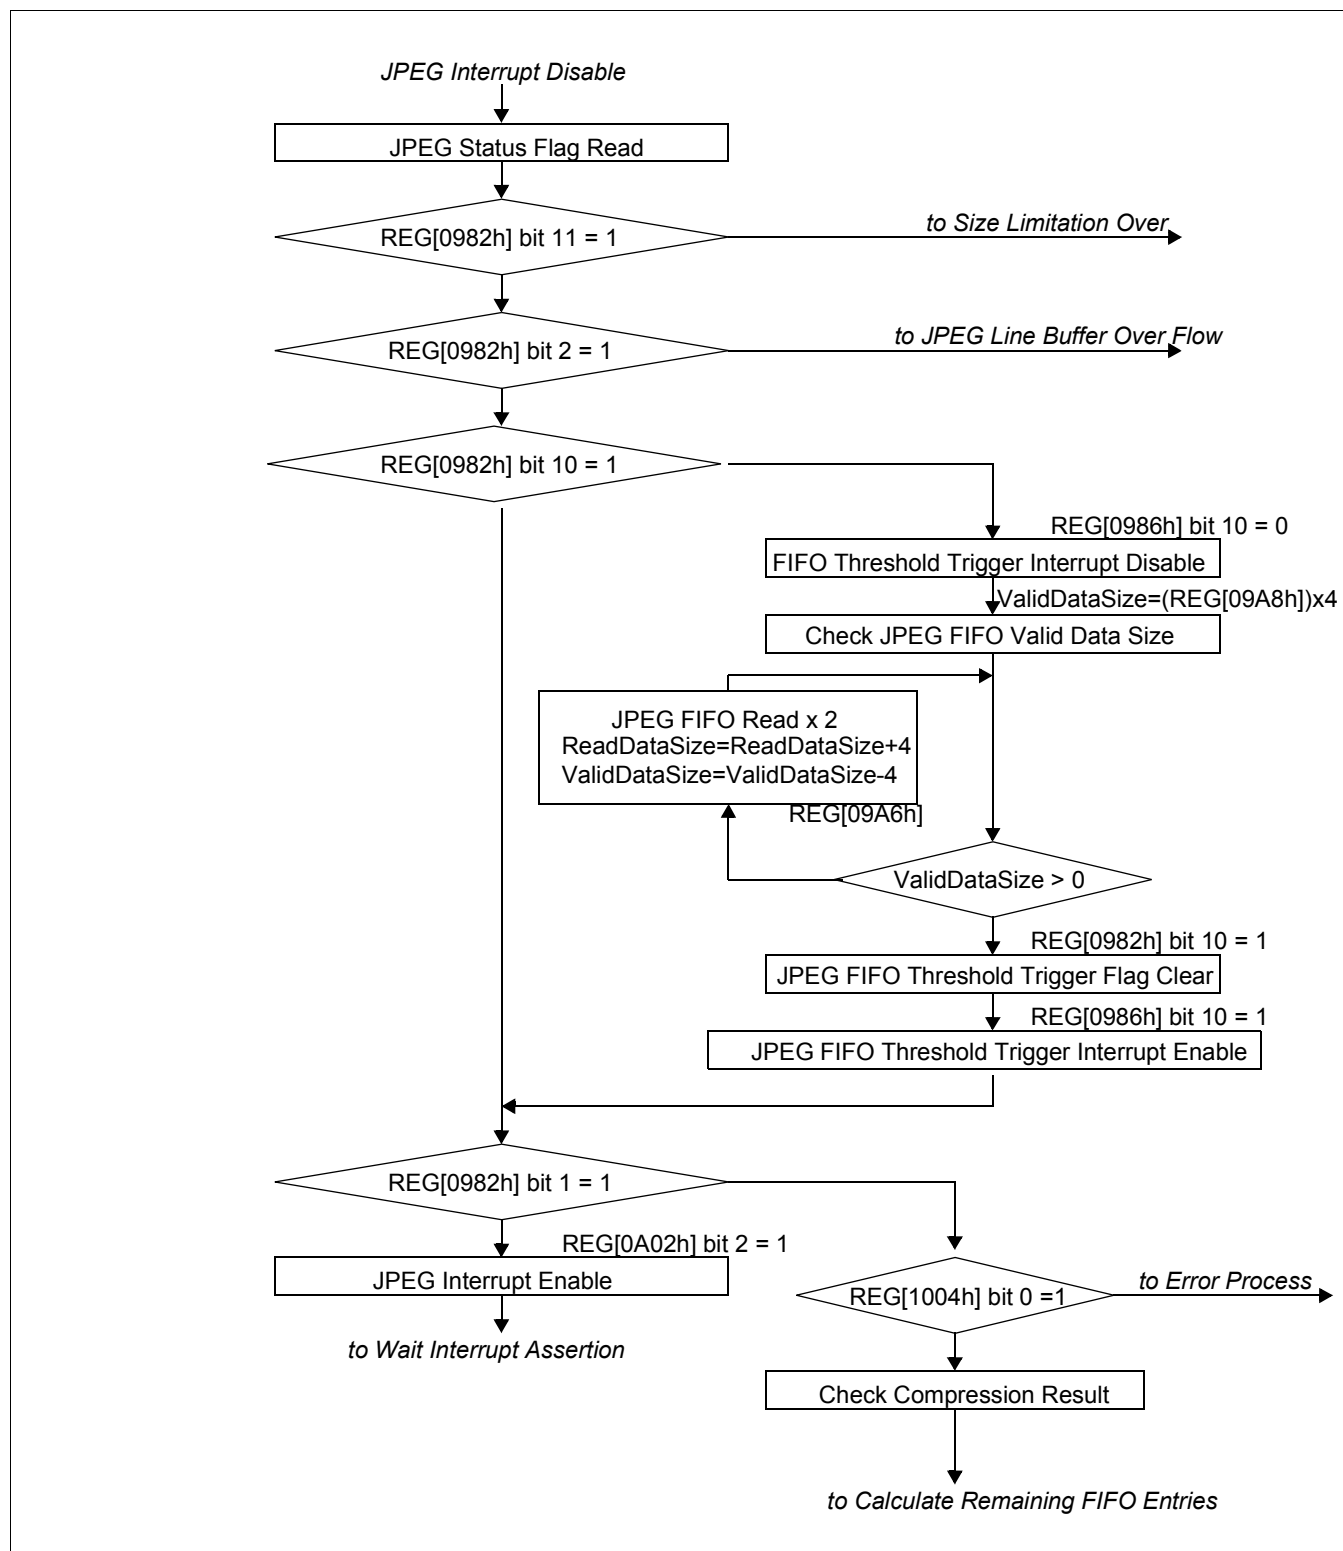 JPEG Interrupt Disable
JPEG Status Flag Read
REG[0982h] bit 11 = 1
to Size Limitation Over
REG[0982h] bit 2 = 1
to JPEG Line Buffer Over Flow
REG[0982h] bit 10 = 1
REG[0986h] bit 10 = 0
FIFO Threshold Trigger Interrupt Disable
ValidDataSize=(REG[09A8h])x4
Check JPEG FIFO Valid Data Size
JPEG FIFO Read x 2
ReadDataSize=ReadDataSize+4
ValidDataSize=ValidDataSize-4
REG[09A6h]
ValidDataSize > 0
REG[0982h] bit 10 = 1
JPEG FIFO Threshold Trigger Flag Clear
REG[0986h] bit 10 = 1
JPEG FIFO Threshold Trigger Interrupt Enable
REG[0982h] bit 1 = 1
REG[0A02h] bit 2 = 1
JPEG Interrupt Enable
REG[1004h] bit 0 =1
to Error Process
to Wait Interrupt Assertion
Check Compression Result
to Calculate Remaining FIFO Entries